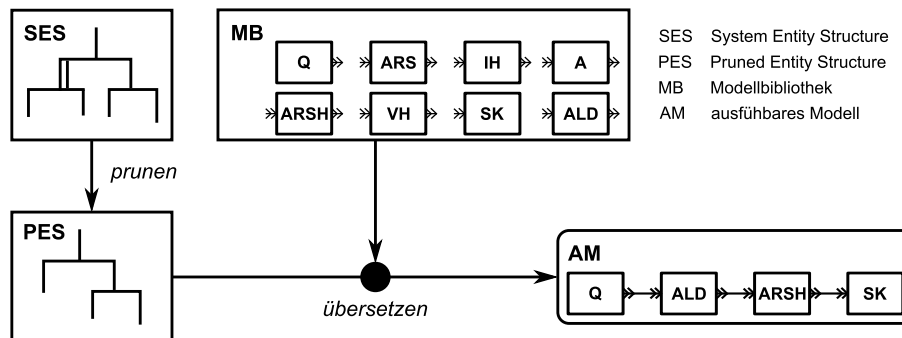 SES
MB
Q ARS IH A
ARSH VH SK ALD
SES System Entity Structure
PES Pruned Entity Structure
MB Modellbibliothek
AM ausfühbares Modell
prunen
PES
übersetzen
AM
Q ALD ARSH SK